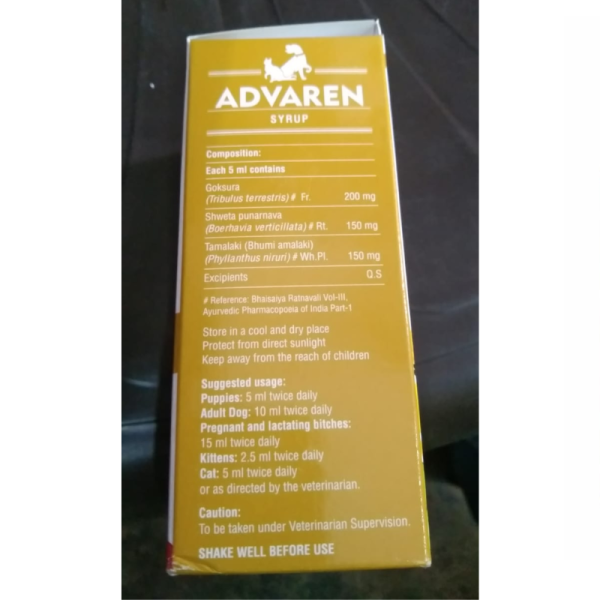 ADVAREN
SYRUP
Composition:
Each 5 ml contains
Goksura
(Tribulus terrestris) # Fr. 200 mg
Shweta punarnava
(Boerhavia verticillata) # Rt. 150 mg
Tamalaki (Bhumi amalaki)
(Phyllanthus niruri) # Wh.Pl. 150 mg
Excipients Q.S
# Reference: Bhaisaiya Ratnavali Vol-III,
Ayurvedic Pharmacopoeia of India Part-1
Store in a cool and dry place
Protect from direct sunlight
Keep away from the reach of children
Suggested usage:
Puppies: 5 ml twice daily
Adult Dog: 10 ml twice daily
Pregnant and lactating bitches:
15 ml twice daily
Kittens: 2.5 ml twice daily
Cat: 5 ml twice daily
or as directed by the veterinarian.
Caution:
To be taken under Veterinarian Supervision.
SHAKE WELL BEFORE USE